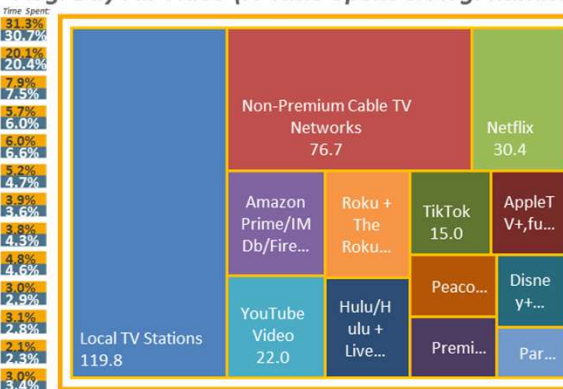 Time Spent:
31.3%
30.7%
20.1%
20.4%
7.9%
7.5%
5.7%
6.0%
6.0%
6.6%
5.2%
4.7%
3.9%
3.6%
3.8%
4.3%
4.8%
4.6%
3.0%
2.9%
3.1%
2.8%
2.1%
2.3%
3.0%
3.4%
Local TV Stations
119.8
Non-Premium Cable TV
Networks
76.7
Netflix
30.4
Amazon
Prime/IM
Db/Fire...
Roku +
The
Roku...
TikTok
15.0
AppleT
V+,fu...
YouTube
Video
22.0
Hulu/H
ulu +
Live...
Peaco...
Disne
y+...
Premi...
Par...